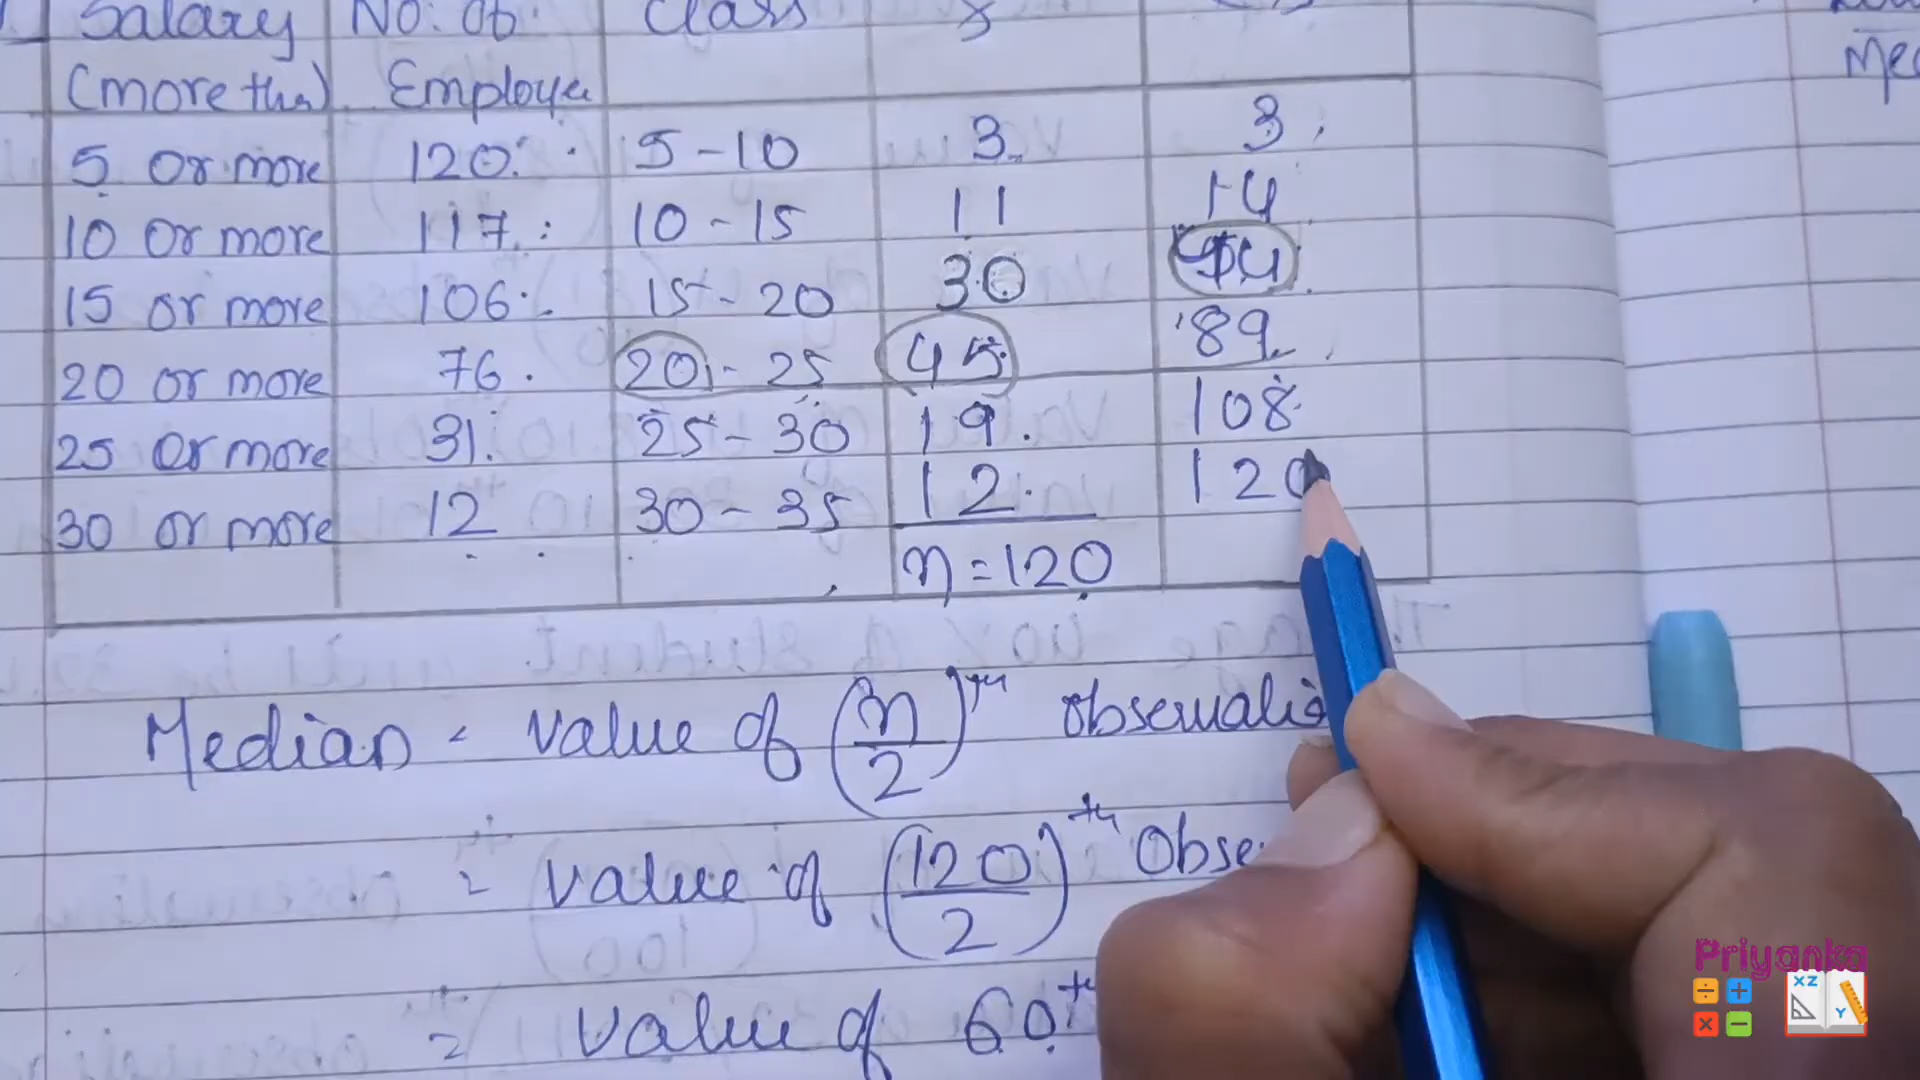 Salary No. of Class
(more than) Employee
5 or more 120 5-10 3 3
10 or more 117 10-15 11 14
15 or more 106 15-20 30 44
20 or more 76 20-25 45 89
25 or more 31 25-30 19 108
30 or more 12 30-35 12 120
n=120
Median = value of (n/2)th observatio
= value of (120/2)th Obse
= value of 60th
Priyanka
÷ + × −
XZ
Y